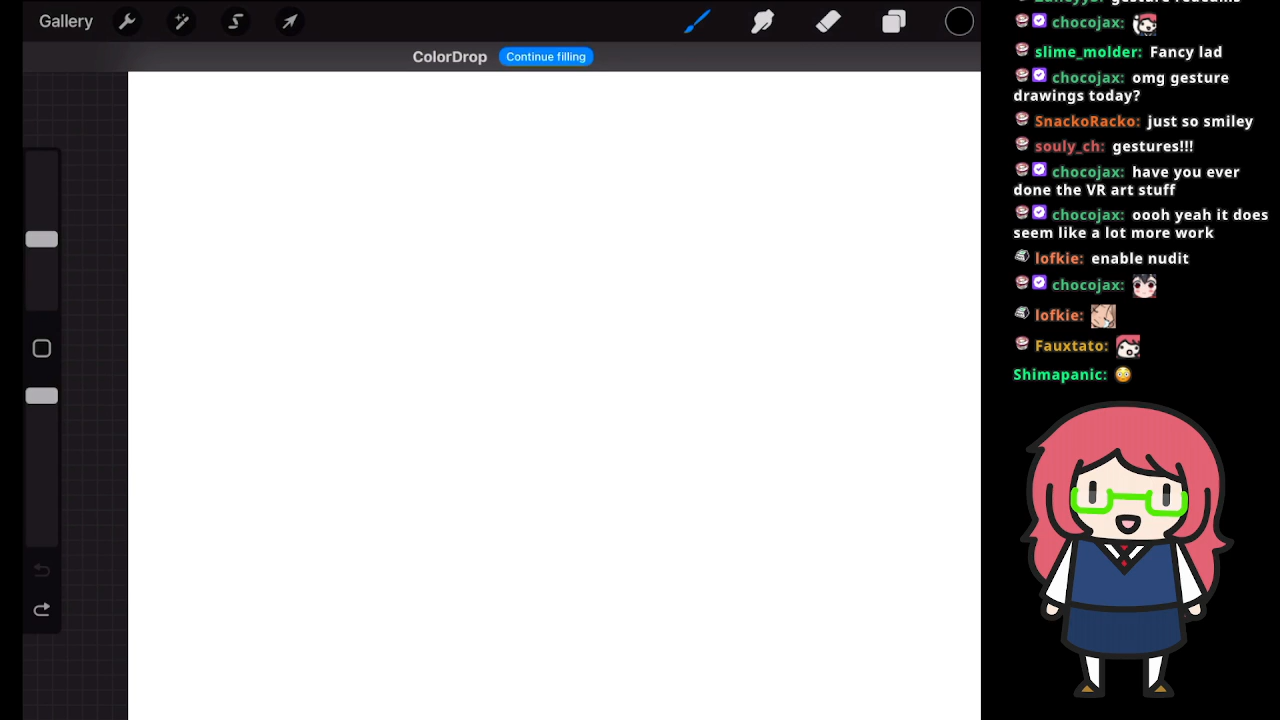 Gallery
ColorDrop Continue filling
chocojax:
slime_molder: Fancy lad
chocojax: omg gesture
drawings today?
SnackoRacko: just so smiley
souly_ch: gestures!!!
chocojax: have you ever
done the VR art stuff
chocojax: oooh yeah it does
seem like a lot more work
lofkie: enable nudit
chocojax:
lofkie:
Fauxtato:
Shimapanic: 😳